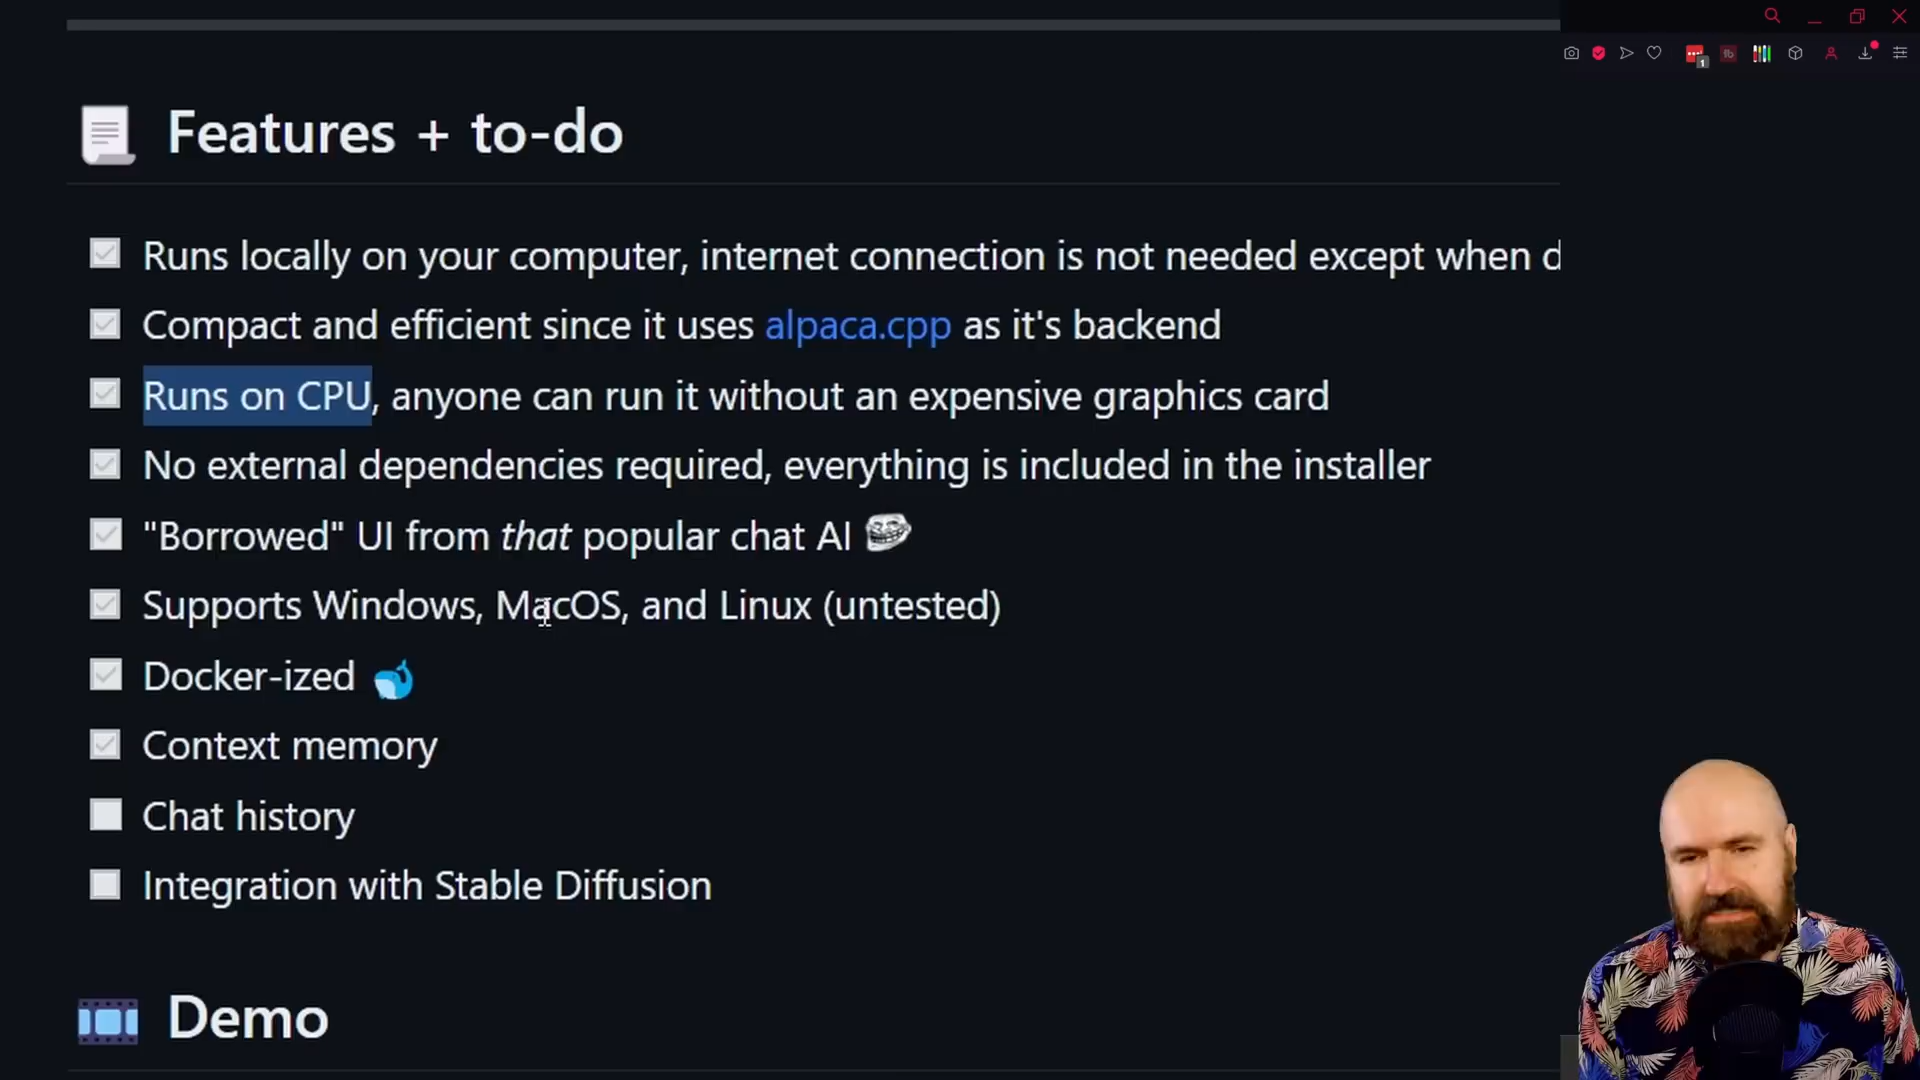 Features + to-do
Runs locally on your computer, internet connection is not needed except when d
Compact and efficient since it uses alpaca.cpp as it's backend
Runs on CPU, anyone can run it without an expensive graphics card
No external dependencies required, everything is included in the installer
"Borrowed" UI from that popular chat AI
Supports Windows, MacOS, and Linux (untested)
Docker-ized
Context memory
Chat history
Integration with Stable Diffusion
Demo
1